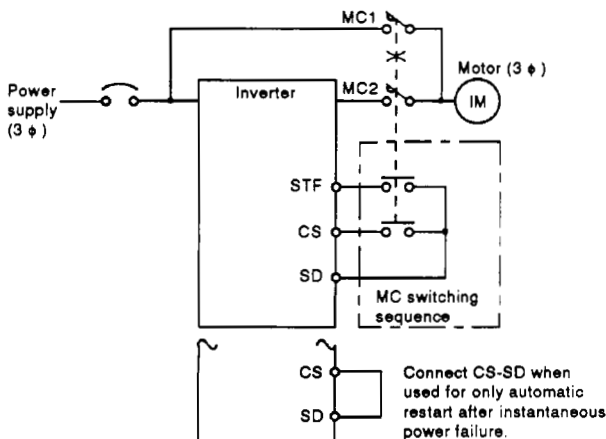 MC1
Motor (3 φ)
Power
supply
(3 φ)
Inverter
MC2
IM
STF
CS
SD
MC switching
sequence
CS
SD
Connect CS-SD when
used for only automatic
restart after instantaneous
power failure.